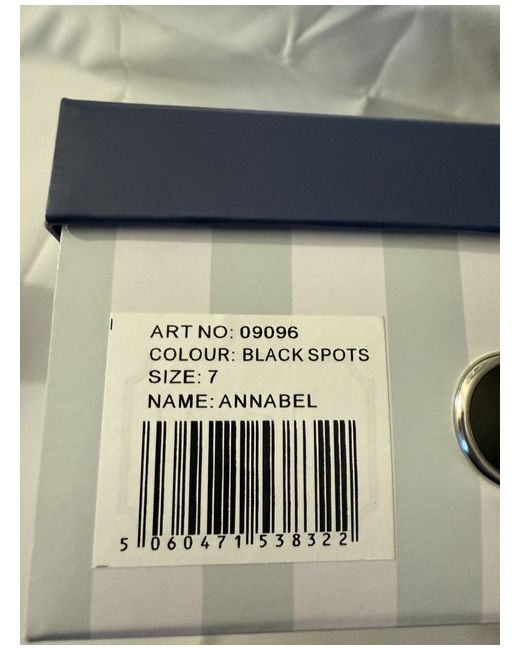 ART NO: 09096
COLOUR: BLACK SPOTS
SIZE: 7
NAME: ANNABEL
5 060471 538322